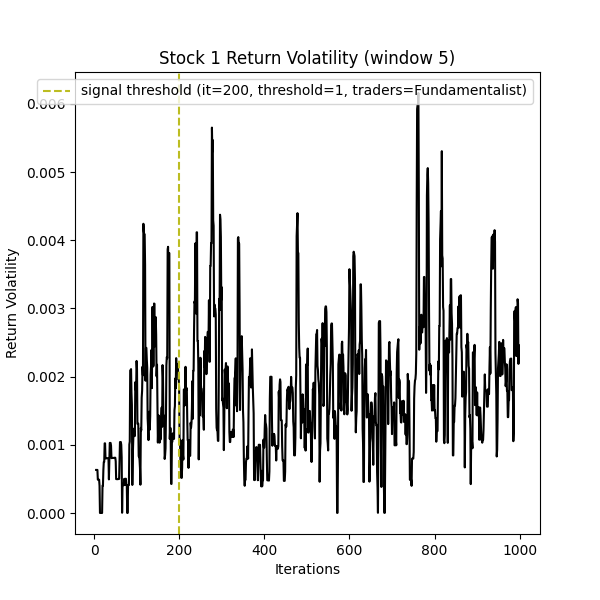 Stock 1 Return Volatility (window 5)
signal threshold (it=200, threshold=1, traders=Fundamentalist)
0.006
0.005
0.004
0.003
0.002
0.001
0.000
Return Volatility
0 200 400 600 800 1000
Iterations